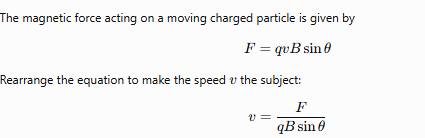 The magnetic force acting on a moving charged particle is given by
F = qvB sin θ
Rearrange the equation to make the speed v the subject:
v = F / (qB sin θ)